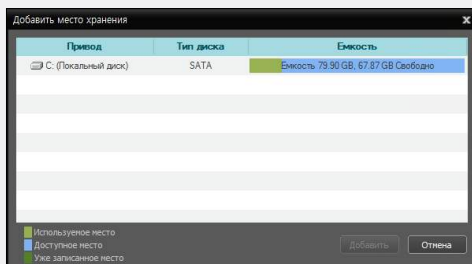 Добавить место хранения
x
Привод Тип диска Емкость
C: (Локальный диск) SATA Емкость 79.90 GB, 67.87 GB Свободно
Используемое место
Доступное место
Уже записанное место
Добавить Отмена